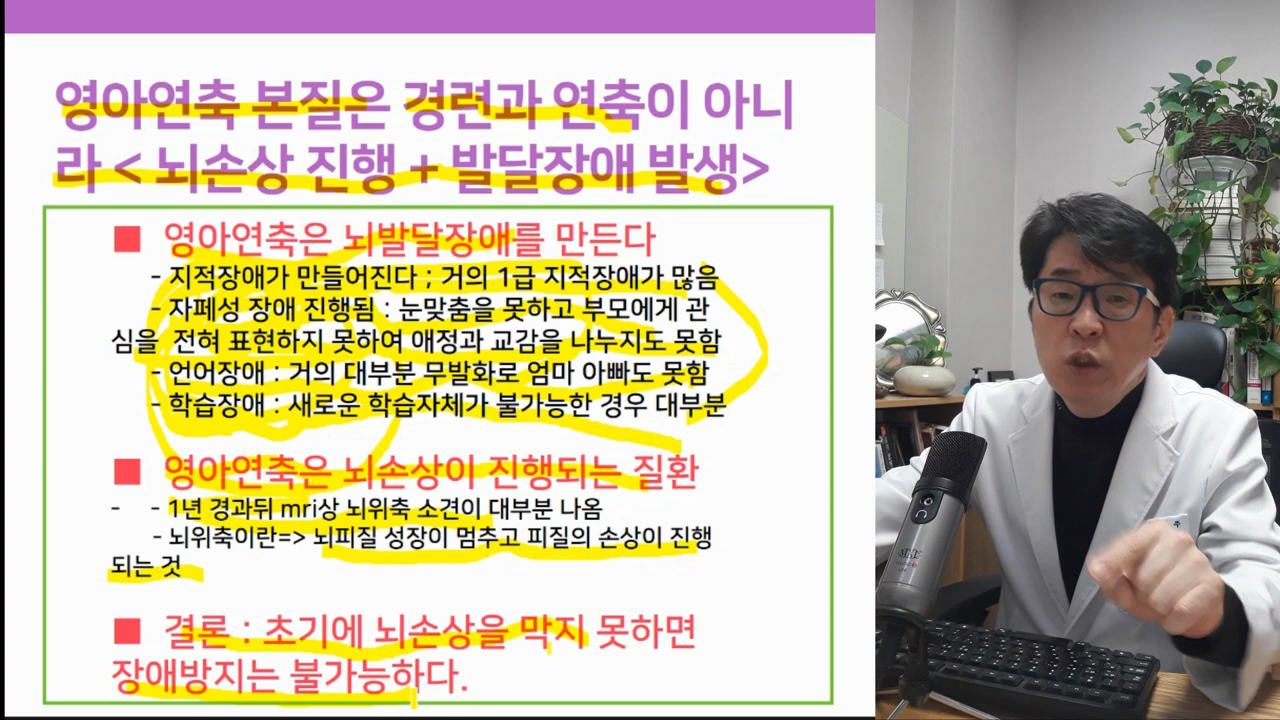 영아연축 본질은 경련과 연축이 아니
라 < 뇌손상 진행 + 발달장애 발생>
■ 영아연축은 뇌발달장애를 만든다
- 지적장애가 만들어진다 ; 거의 1급 지적장애가 많음
- 자폐성 장애 진행됨 : 눈맞춤을 못하고 부모에게 관
심을 전혀 표현하지 못하여 애정과 교감을 나누지도 못함
- 언어장애 : 거의 대부분 무발화로 엄마 아빠도 못함
- 학습장애 : 새로운 학습자체가 불가능한 경우 대부분
■ 영아연축은 뇌손상이 진행되는 질환
- - 1년 경과뒤 mri상 뇌위축 소견이 대부분 나옴
- 뇌위축이란=> 뇌피질 성장이 멈추고 피질의 손상이 진행
되는 것
■ 결론 : 초기에 뇌손상을 막지 못하면
장애방지는 불가능하다.